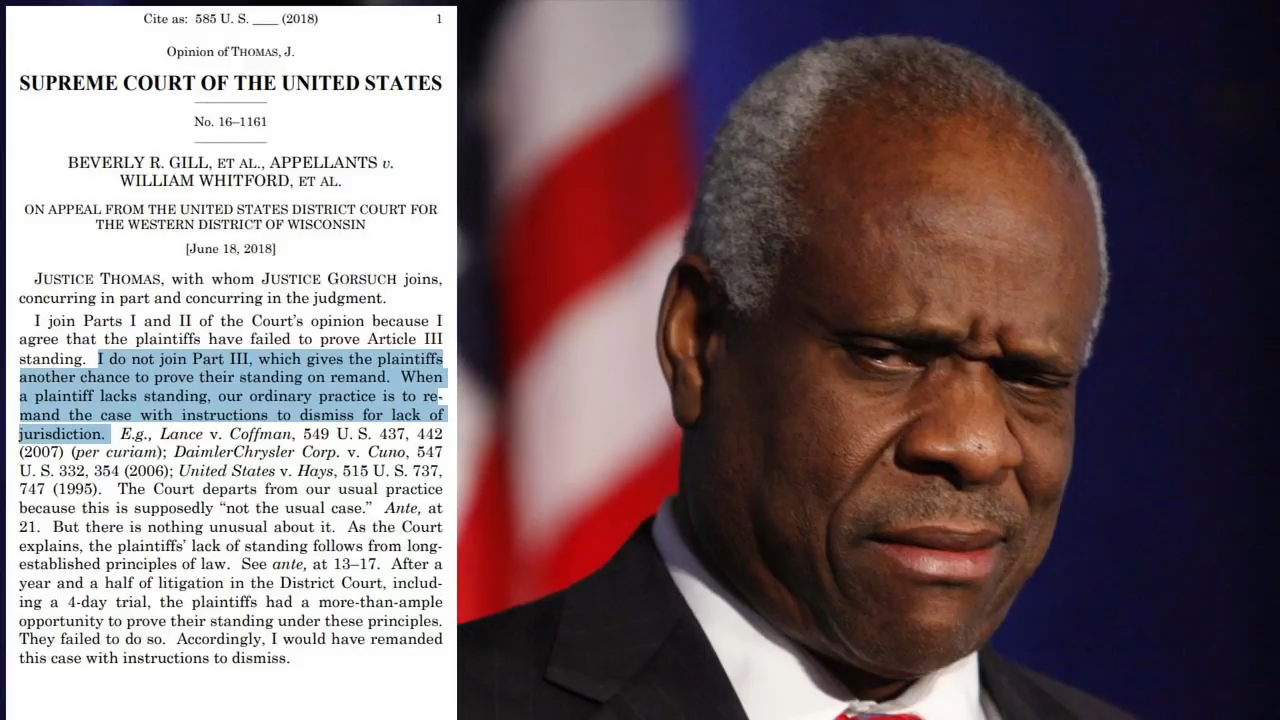 Cite as: 585 U. S. ____ (2018) 1
Opinion of THOMAS, J.
SUPREME COURT OF THE UNITED STATES
No. 16–1161
BEVERLY R. GILL, ET AL., APPELLANTS v.
WILLIAM WHITFORD, ET AL.
ON APPEAL FROM THE UNITED STATES DISTRICT COURT FOR
THE WESTERN DISTRICT OF WISCONSIN
[June 18, 2018]
JUSTICE THOMAS, with whom JUSTICE GORSUCH joins,
concurring in part and concurring in the judgment.
I join Parts I and II of the Court’s opinion because I
agree that the plaintiffs have failed to prove Article III
standing. I do not join Part III, which gives the plaintiffs
another chance to prove their standing on remand. When
a plaintiff lacks standing, our ordinary practice is to re-
mand the case with instructions to dismiss for lack of
jurisdiction. E.g., Lance v. Coffman, 549 U. S. 437, 442
(2007) (per curiam); DaimlerChrysler Corp. v. Cuno, 547
U. S. 332, 354 (2006); United States v. Hays, 515 U. S. 737,
747 (1995). The Court departs from our usual practice
because this is supposedly “not the usual case.” Ante, at
21. But there is nothing unusual about it. As the Court
explains, the plaintiffs’ lack of standing follows from long-
established principles of law. See ante, at 13–17. After a
year and a half of litigation in the District Court, includ-
ing a 4-day trial, the plaintiffs had a more-than-ample
opportunity to prove their standing under these principles.
They failed to do so. Accordingly, I would have remanded
this case with instructions to dismiss.